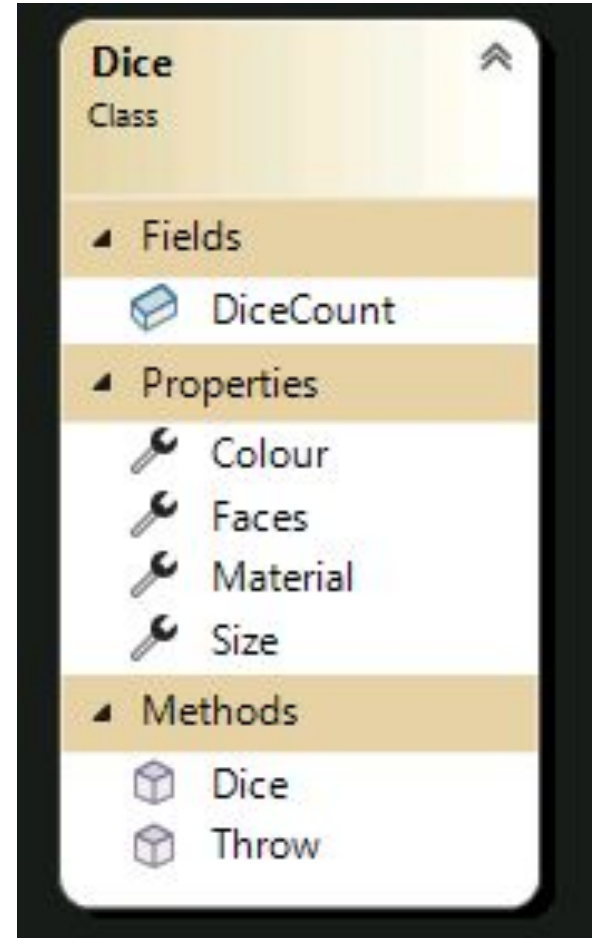 Dice
Class
Fields
DiceCount
Properties
Colour
Faces
Material
Size
Methods
Dice
Throw